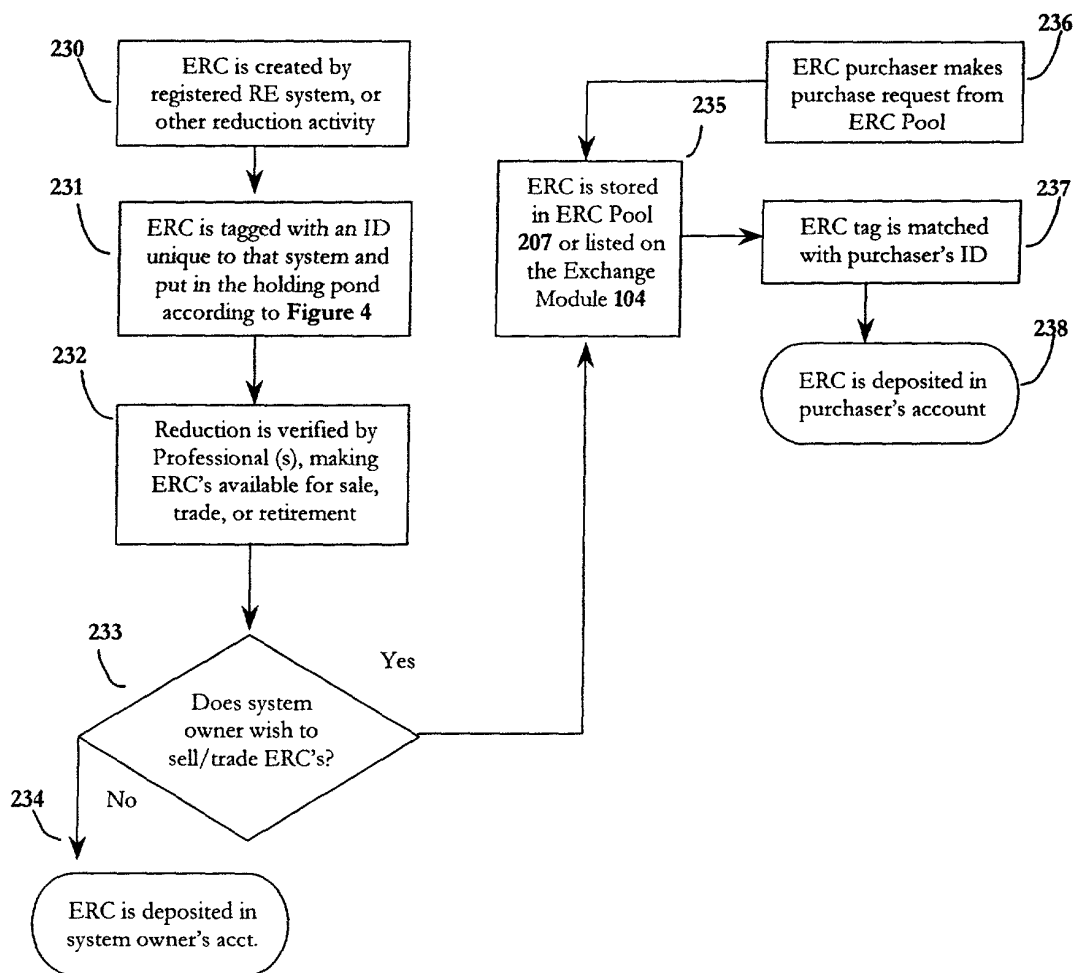 230
ERC is created by
registered RE system, or
other reduction activity
231
ERC is tagged with an ID
unique to that system and
put in the holding pond
according to Figure 4
232
Reduction is verified by
Professional (s), making
ERC's available for sale,
trade, or retirement
233
Does system
owner wish to
sell/trade ERC's?
Yes
No
234
ERC is deposited in
system owner's acct.
235
ERC is stored
in ERC Pool
207 or listed on
the Exchange
Module 104
236
ERC purchaser makes
purchase request from
ERC Pool
237
ERC tag is matched
with purchaser's ID
238
ERC is deposited in
purchaser's account